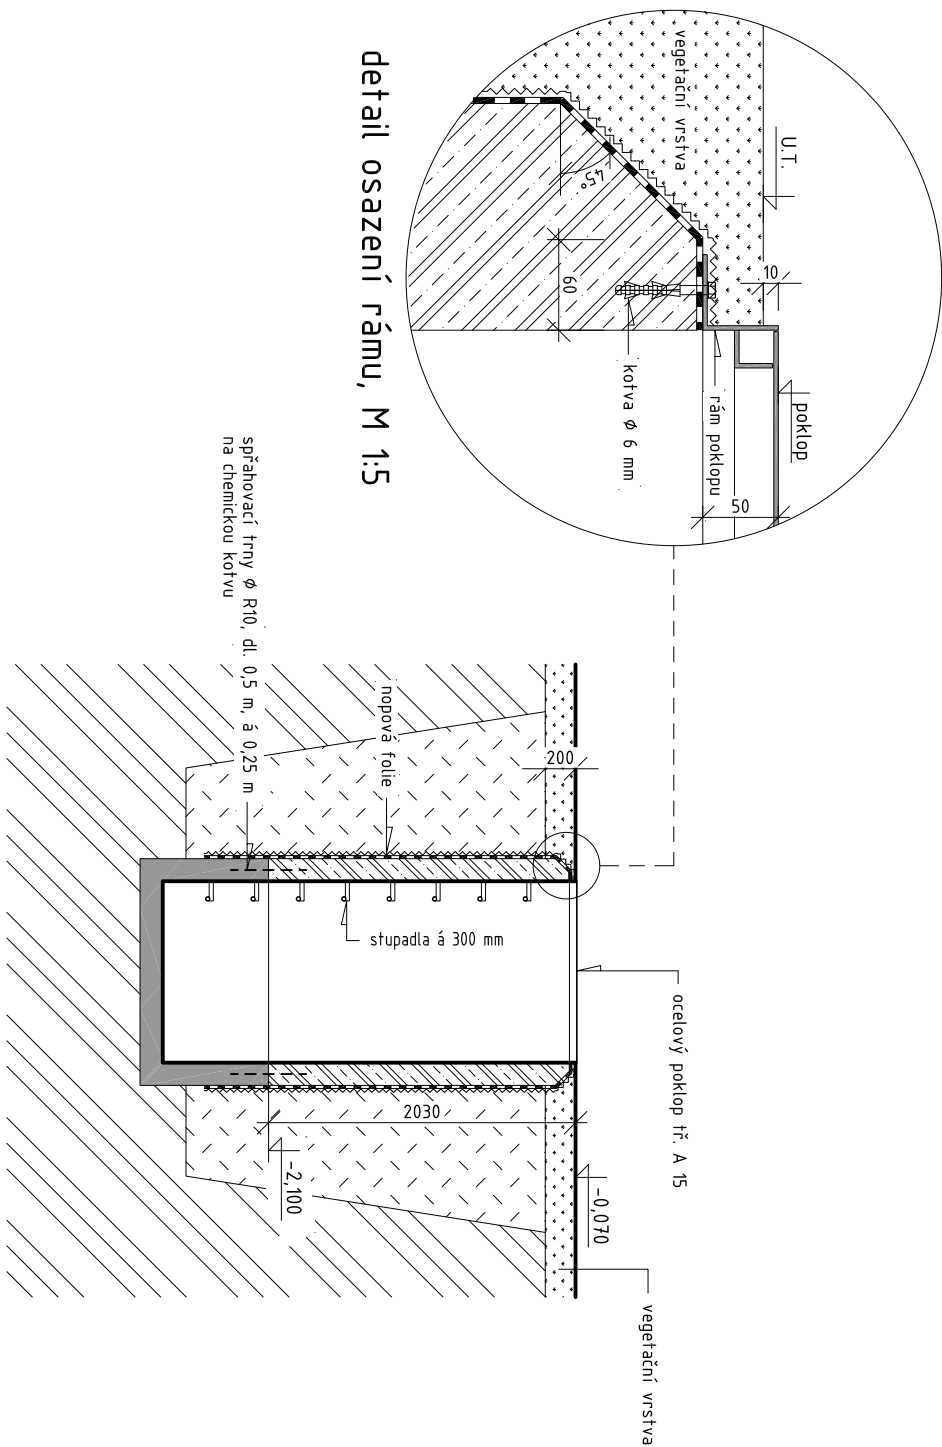 U.T.
vegetační vrstva
10
45°
60
kotva ϕ 6 mm
rám poklopu
poklop
50
detail osazení rámu, M 1:5
spřahovací trny ϕ R10, dl. 0,5 m, á 0,25 m
na chemickou kotvu
nopová folie
200
stupadla á 300 mm
ocelový poklop tř. A 15
2030
-2,100
-0,070
vegetační vrstva